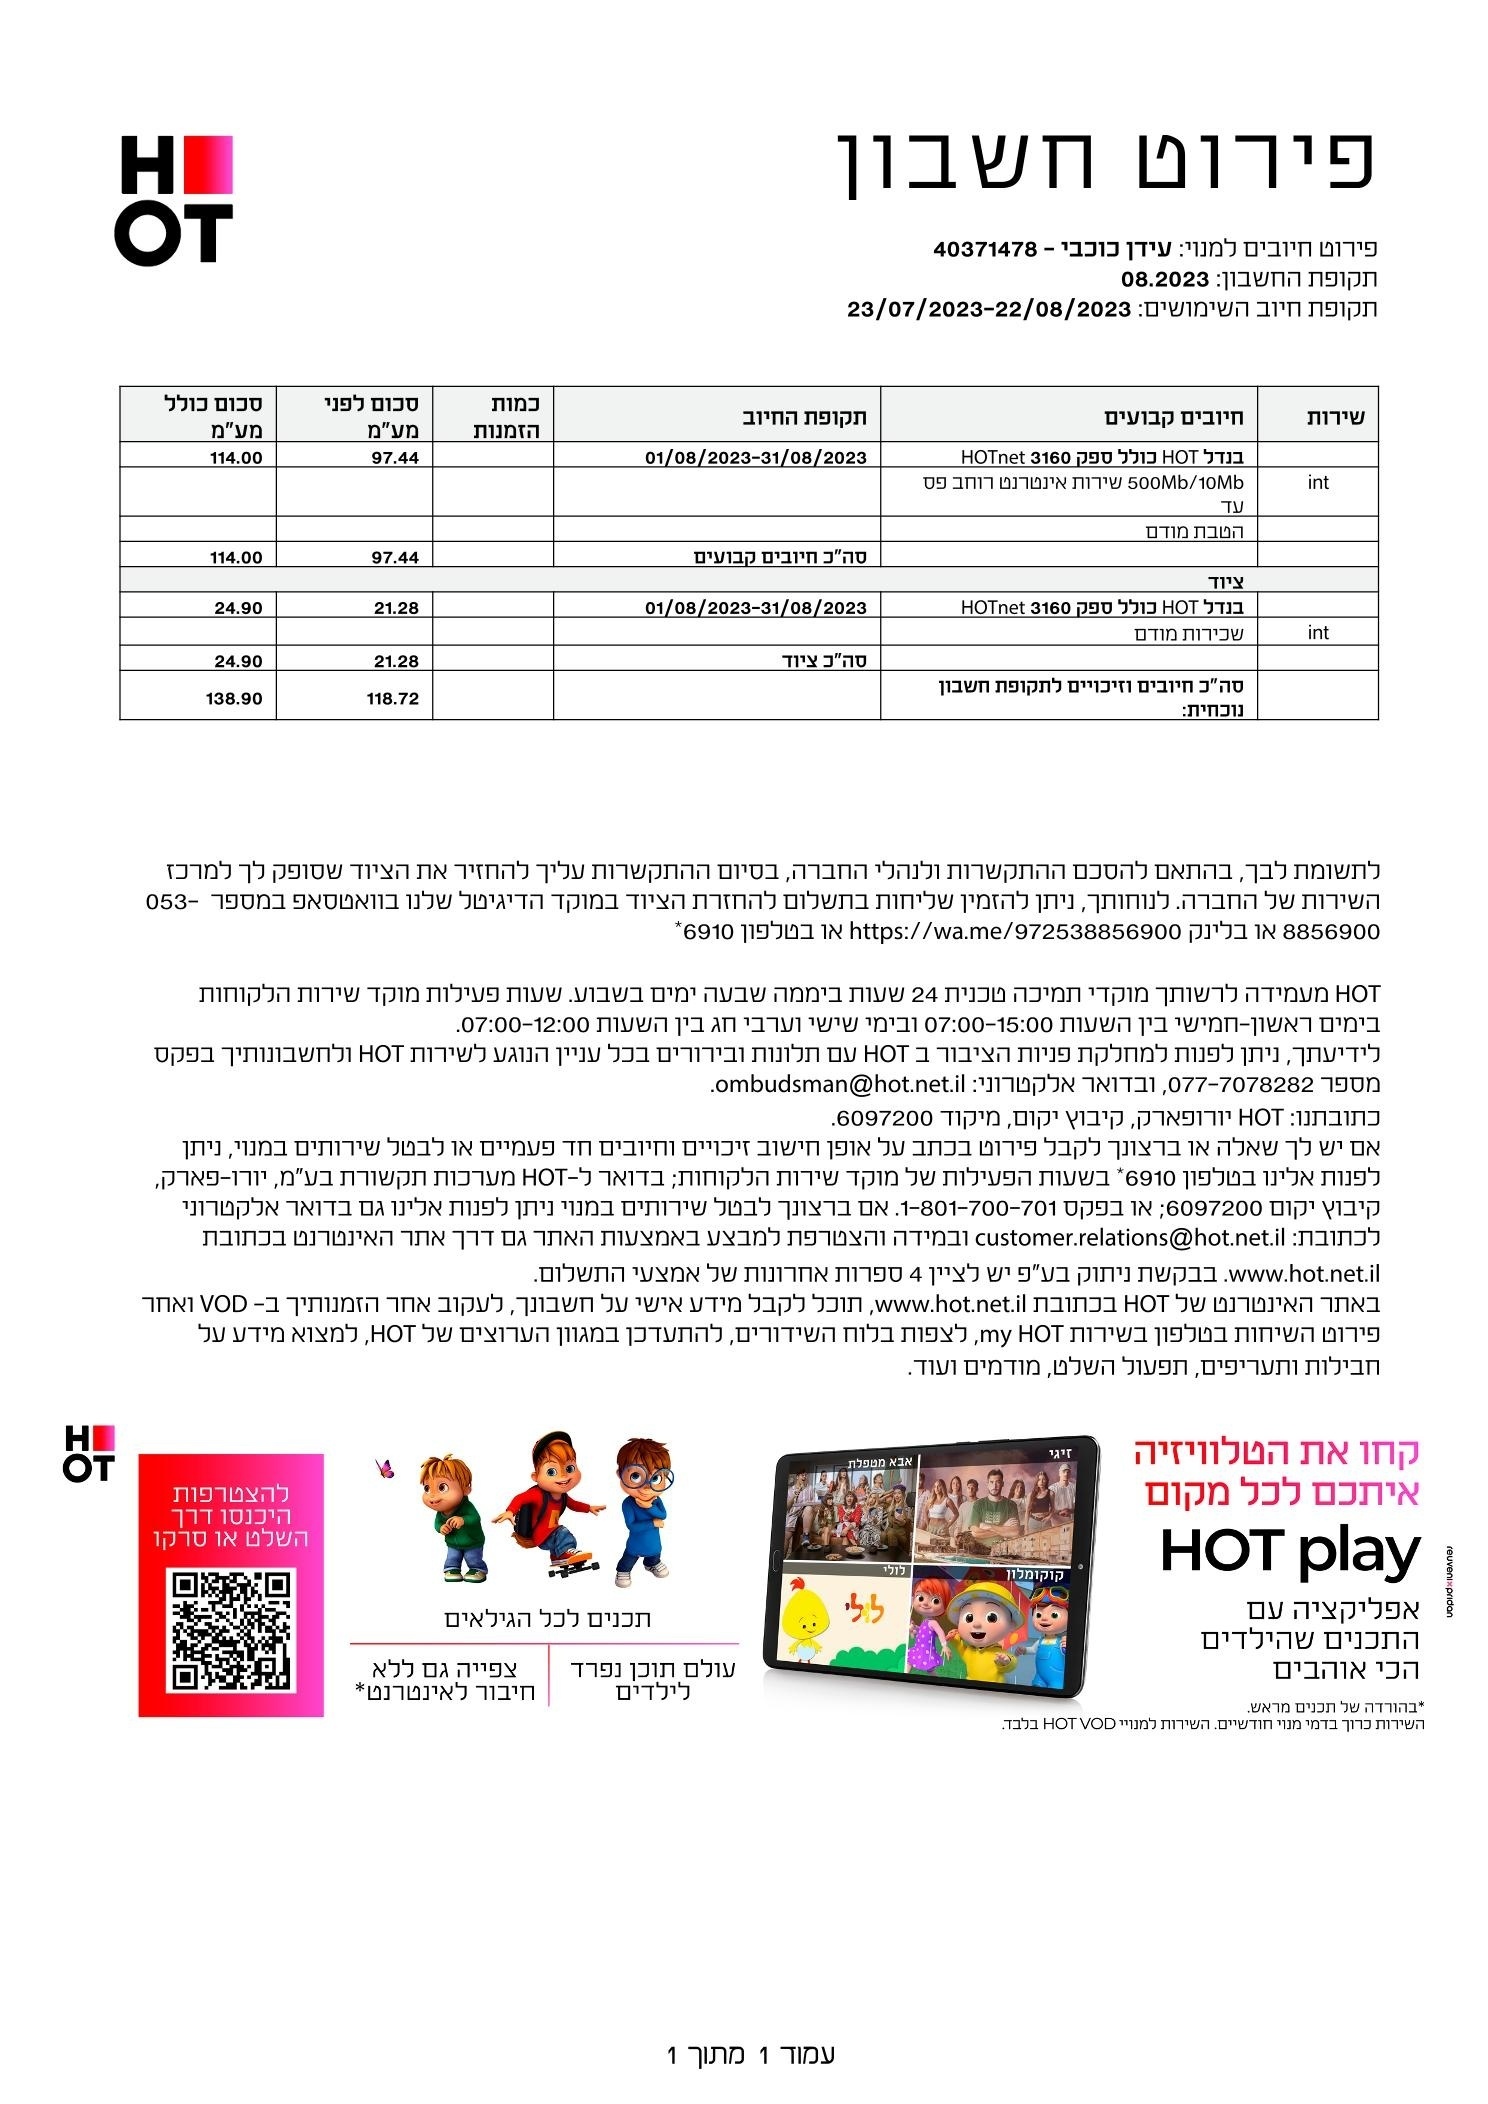 HOT
פירוט חשבון
פירוט חיובים למנוי: עידן כוכבי - 40371478
תקופת החשבון: 08.2023
תקופת חיוב השימושים: 23/07/2023-22/08/2023
שירות חיובים קבועים תקופת החיוב כמות הזמנות סכום לפני מע"מ סכום כולל מע"מ
בנדל HOT כולל ספק HOTnet 3160 01/08/2023-31/08/2023 97.44 114.00
int 500Mb/10Mb שירות אינטרנט רוחב פס
עד
הטבת מודם
סה"כ חיובים קבועים 97.44 114.00
ציוד
בנדל HOT כולל ספק HOTnet 3160 01/08/2023-31/08/2023 21.28 24.90
int שכירות מודם
סה"כ ציוד 21.28 24.90
סה"כ חיובים וזיכויים לתקופת חשבון
נוכחית: 118.72 138.90
לתשומת לבך, בהתאם להסכם ההתקשרות ולנהלי החברה, בסיום ההתקשרות עליך להחזיר את הציוד שסופק לך למרכז
השירות של החברה. לנוחותך, ניתן להזמין שליחות בתשלום להחזרת הציוד במוקד הדיגיטל שלנו בוואטסאפ במספר 053-
8856900 או בלינק https://wa.me/972538856900 או בטלפון 6910*
HOT מעמידה לרשותך מוקדי תמיכה טכנית 24 שעות ביממה שבעה ימים בשבוע. שעות פעילות מוקד שירות הלקוחות
בימים ראשון-חמישי בין השעות 07:00-15:00 ובימי שישי וערבי חג בין השעות 07:00-12:00.
לידיעתך, ניתן לפנות למחלקת פניות הציבור ב HOT עם תלונות ובירורים בכל עניין הנוגע לשירות HOT ולחשבונותיך בפקס
מספר 077-7078282, ובדואר אלקטרוני: ombudsman@hot.net.il.
כתובתנו: HOT יורופארק, קיבוץ יקום, מיקוד 6097200.
אם יש לך שאלה או ברצונך לקבל פירוט בכתב על אופן חישוב זיכויים וחיובים חד פעמיים או לבטל שירותים במנוי, ניתן
לפנות אלינו בטלפון 6910* בשעות הפעילות של מוקד שירות הלקוחות; בדואר ל-HOT מערכות תקשורת בע"מ, יורו-פארק,
קיבוץ יקום 6097200; או בפקס 1-801-700-701. אם ברצונך לבטל שירותים במנוי ניתן לפנות אלינו גם בדואר אלקטרוני
לכתובת: customer.relations@hot.net.il ובמידה והצטרפת למבצע באמצעות האתר גם דרך אתר האינטרנט בכתובת
www.hot.net.il. בבקשת ניתוק בע"פ יש לציין 4 ספרות אחרונות של אמצעי התשלום.
באתר האינטרנט של HOT בכתובת www.hot.net.il, תוכל לקבל מידע אישי על חשבונך, לעקוב אחר הזמנותיך ב- VOD ואחר
פירוט השיחות בטלפון בשירות my HOT, לצפות בלוח השידורים, להתעדכן במגוון הערוצים של HOT, למצוא מידע על
חבילות ותעריפים, תפעול השלט, מודמים ועוד.
קחו את הטלוויזיה
איתכם לכל מקום
HOT play
אפליקציה עם
התכנים שהילדים
הכי אוהבים
*בהורדה של תכנים מראש.
השירות כרוך בדמי מנוי חודשיים. השירות למנויי HOT VOD בלבד.
reuveni×pridan
זיגי
אבא מטפלת
קוקומלון
לולי
לולי
תכנים לכל הגילאים
עולם תוכן נפרד
לילדים
צפייה גם ללא
חיבור לאינטרנט*
להצטרפות
היכנסו דרך
השלט או סרקו
HOT
עמוד 1 מתוך 1